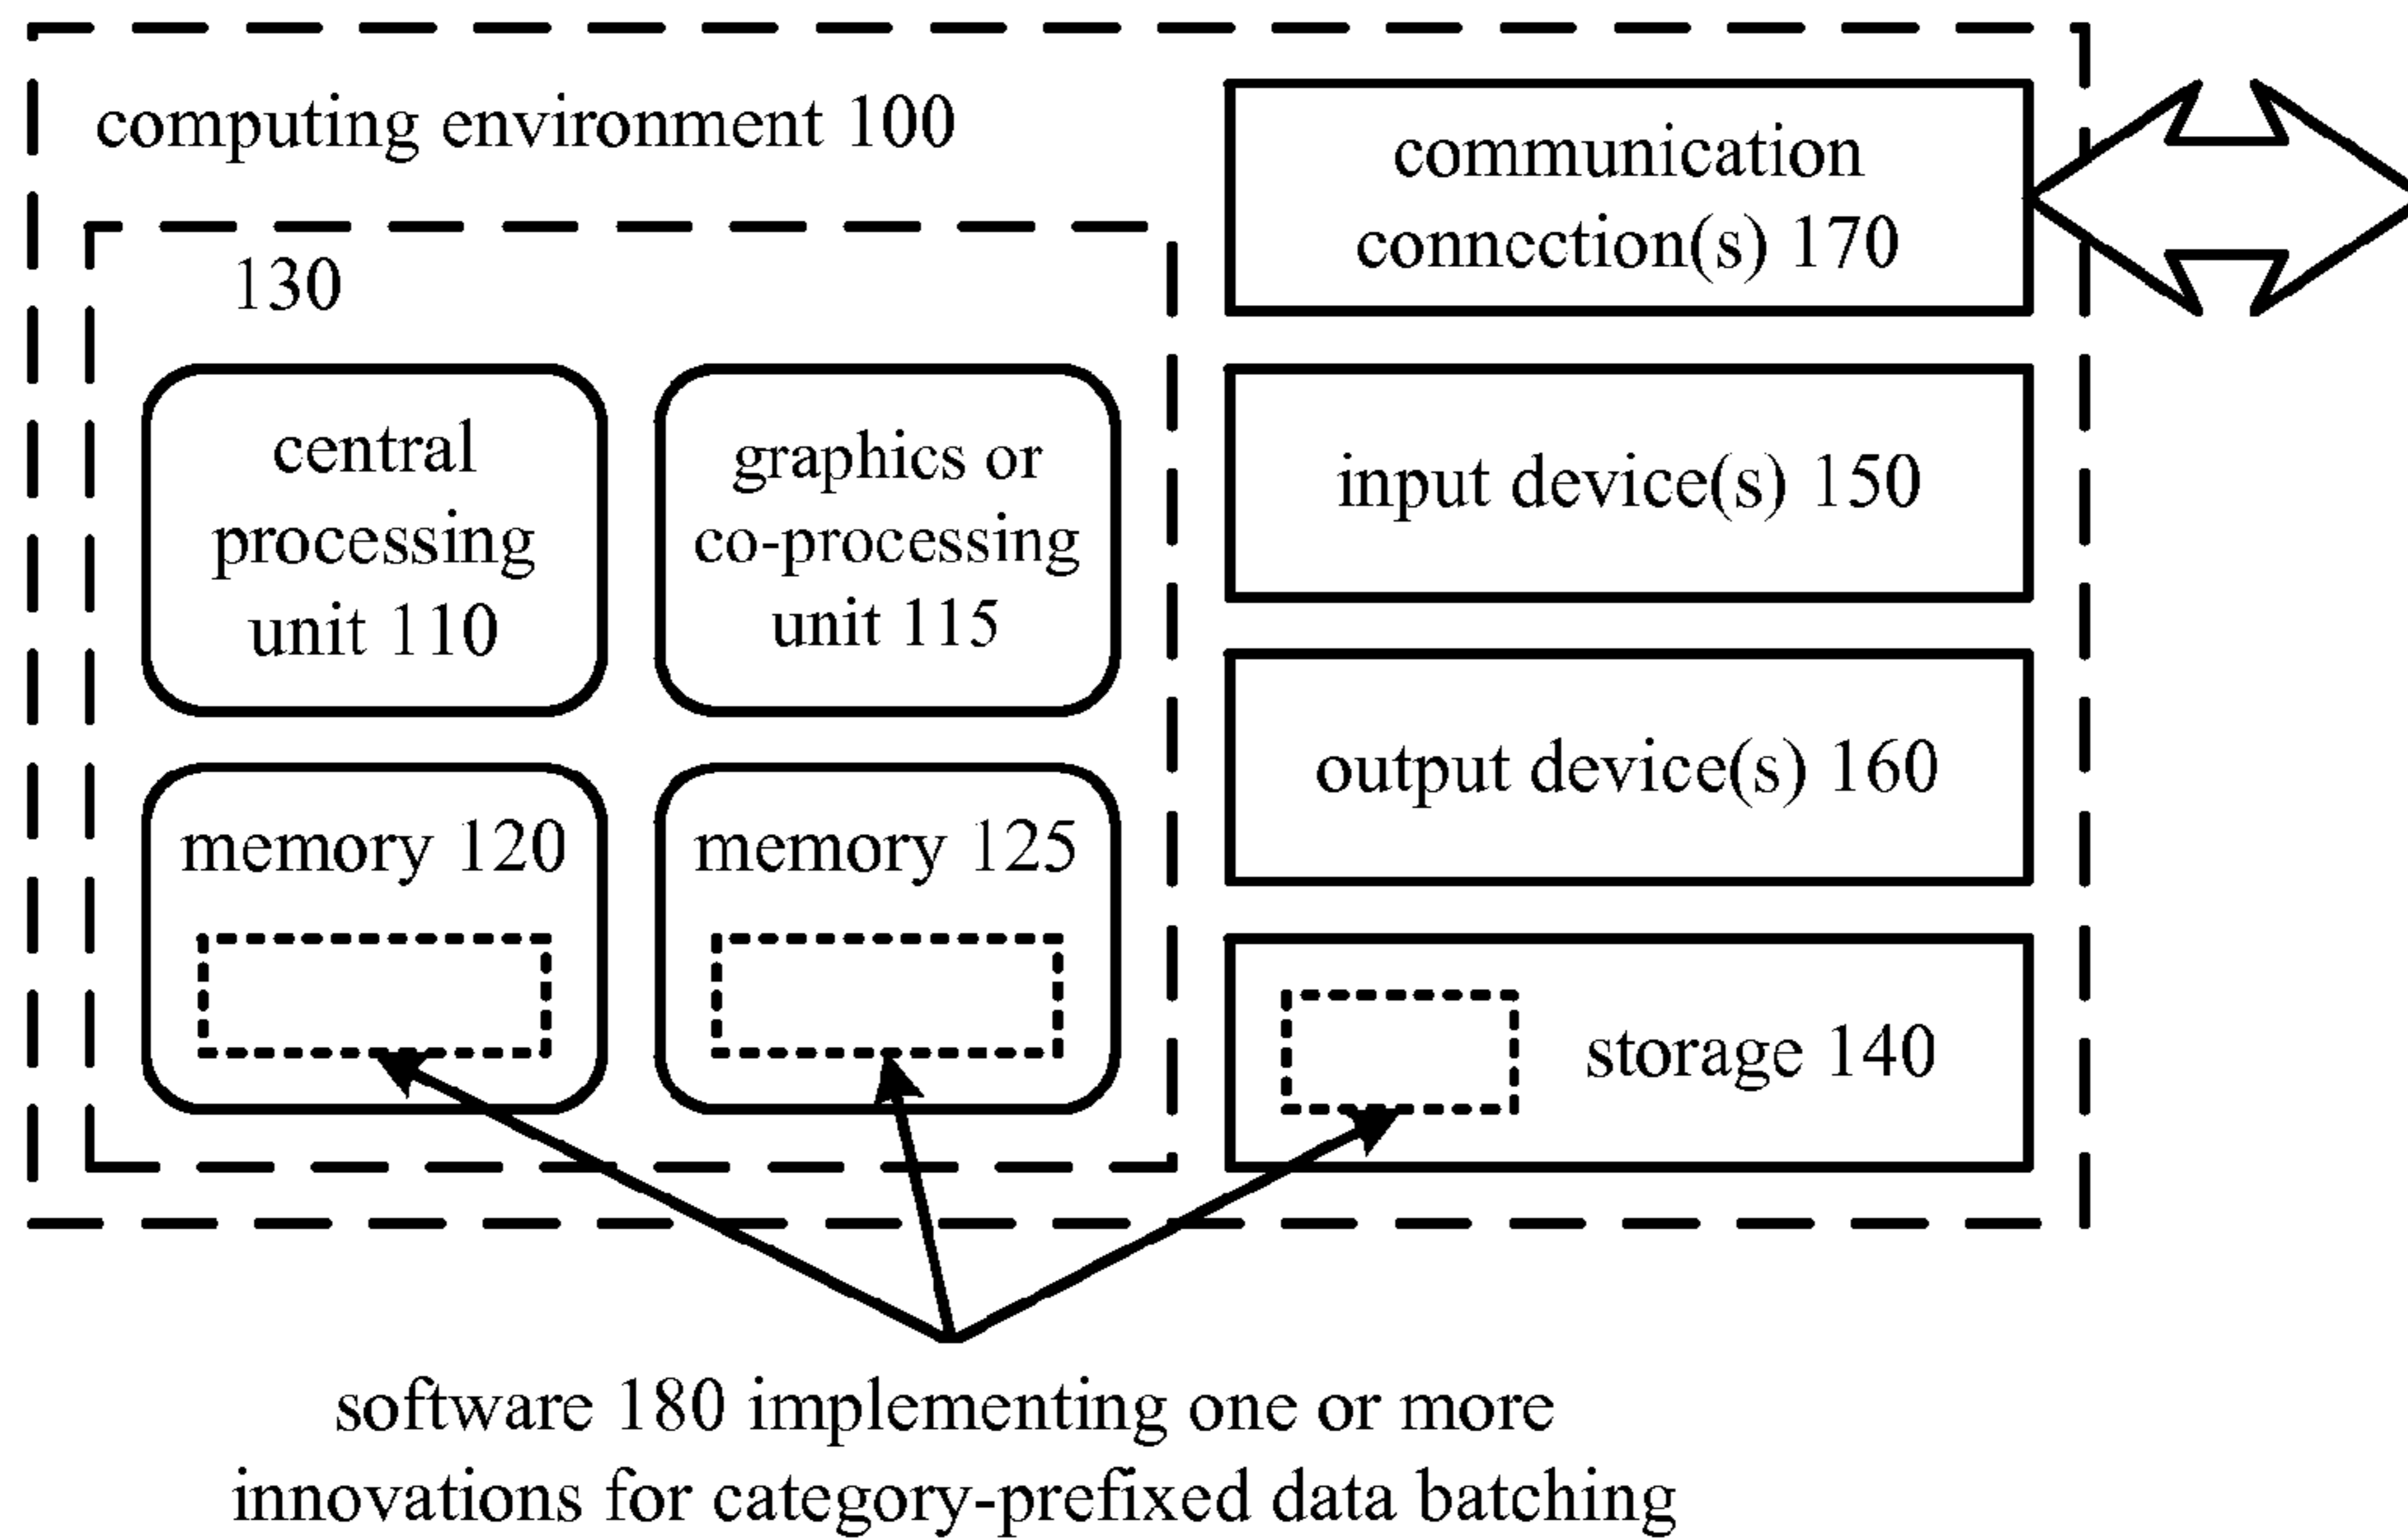 computing environment 100
130
central
processing
unit 110
graphics or
co-processing
unit 115
memory 120
memory 125
communication
connection(s) 170
input device(s) 150
output device(s) 160
storage 140
software 180 implementing one or more
innovations for category-prefixed data batching